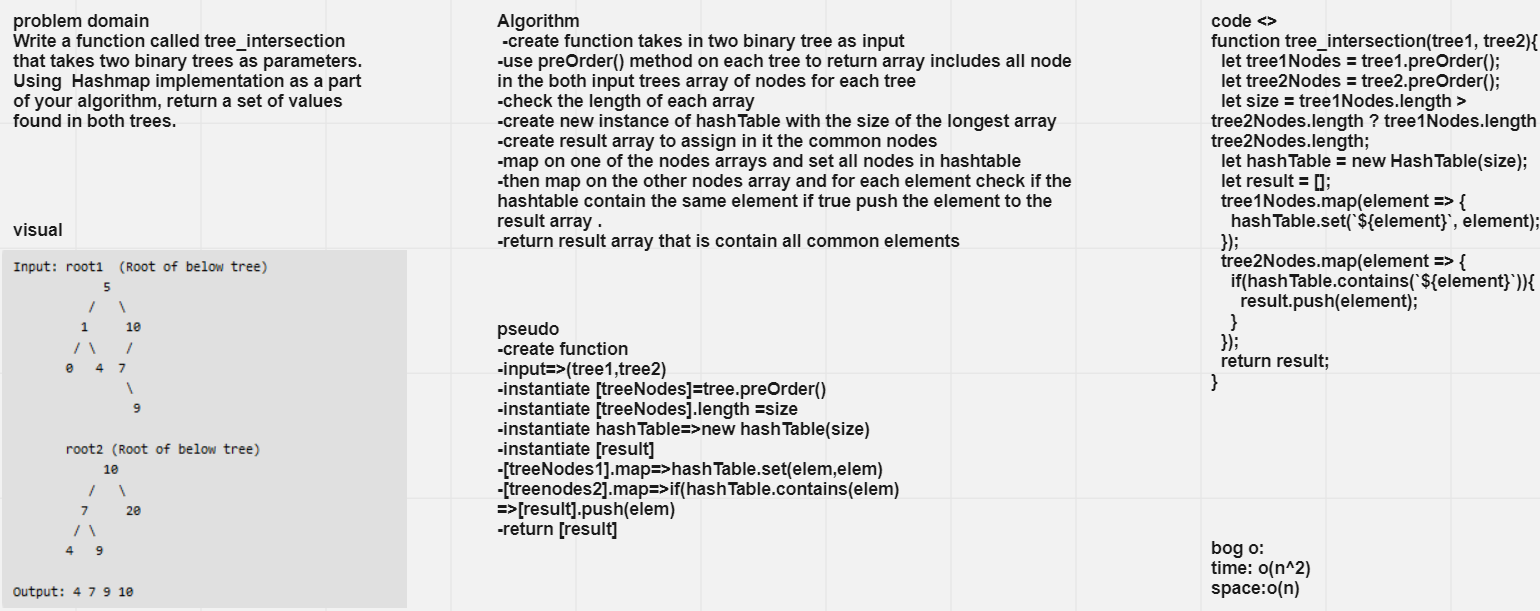 problem domain
Write a function called tree_intersection
that takes two binary trees as parameters.
Using  Hashmap implementation as a part
of your algorithm, return a set of values
found in both trees.
visual
Input: root1  (Root of below tree)
5
/   \
1      10
/ \    /
0   4  7
\
9
root2 (Root of below tree)
10
/   \
7     20
/ \
4   9
Output: 4 7 9 10
Algorithm
-create function takes in two binary tree as input
-use preOrder() method on each tree to return array includes all node
in the both input trees array of nodes for each tree
-check the length of each array
-create new instance of hashTable with the size of the longest array
-create result array to assign in it the common nodes
-map on one of the nodes arrays and set all nodes in hashtable
-then map on the other nodes array and for each element check if the
hashtable contain the same element if true push the element to the
result array .
-return result array that is contain all common elements
pseudo
-create function
-input=>(tree1,tree2)
-instantiate [treeNodes]=tree.preOrder()
-instantiate [treeNodes].length =size
-instantiate hashTable=>new hashTable(size)
-instantiate [result]
-[treeNodes1].map=>hashTable.set(elem,elem)
-[treenodes2].map=>if(hashTable.contains(elem)
=>[result].push(elem)
-return [result]
code <>
function tree_intersection(tree1, tree2){
let tree1Nodes = tree1.preOrder();
let tree2Nodes = tree2.preOrder();
let size = tree1Nodes.length >
tree2Nodes.length ? tree1Nodes.length
tree2Nodes.length;
let hashTable = new HashTable(size);
let result = [];
tree1Nodes.map(element => {
hashTable.set(`${element}`, element);
});
tree2Nodes.map(element => {
if(hashTable.contains(`${element}`)){
result.push(element);
}
});
return result;
}
bog o:
time: o(n^2)
space:o(n)